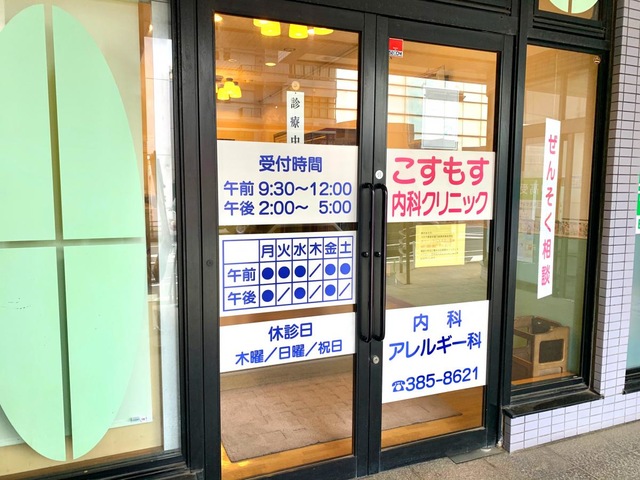 診療中
受付時間
午前 9:30～12:00
午後 2:00～ 5:00
月火水木金土
午前 ●●●／●●
午後 ●／●／●／
休診日
木曜／日曜／祝日
こすもす
内科クリニック
内 科
アレルギー科
☎385-8621
ぜんそく相談